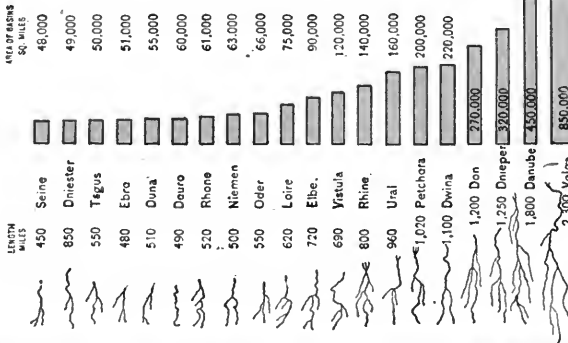 LENGTH AREA OF BASINS
MILES SQ. MILES
450 Seine 48,000
850 Dniester 49,000
550 Tagus 50,000
480 Ebro 51,000
510 Duna 55,000
490 Douro 60,000
520 Rhone 61,000
500 Niemen 63,000
550 Oder 66,000
620 Loire 75,000
720 Elbe. 90,000
690 Vistula 120,000
800 Rhine 140,000
960 Ural 160,000
1,020 Petchora 200,000
1,100 Dwina 220,000
1,200 Don 270,000
1,250 Dnieper 320,000
1,800 Danube 450,000
2,300 Volga 850,000